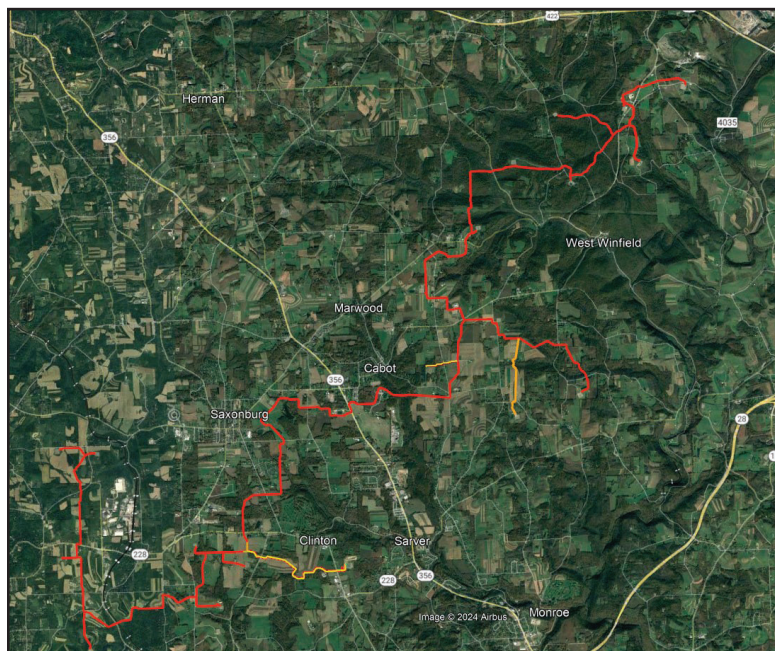 422
Herman
356
4035
West Winfield
Marwood
Cabot
356
Saxonburg
28
1
Clinton
Sarver
228
228
356
Image © 2024 Airbus
Monroe